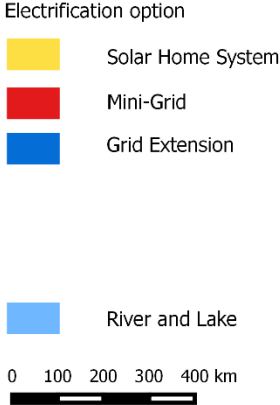 Electrification option
Solar Home System
Mini-Grid
Grid Extension
River and Lake
0 100 200 300 400 km